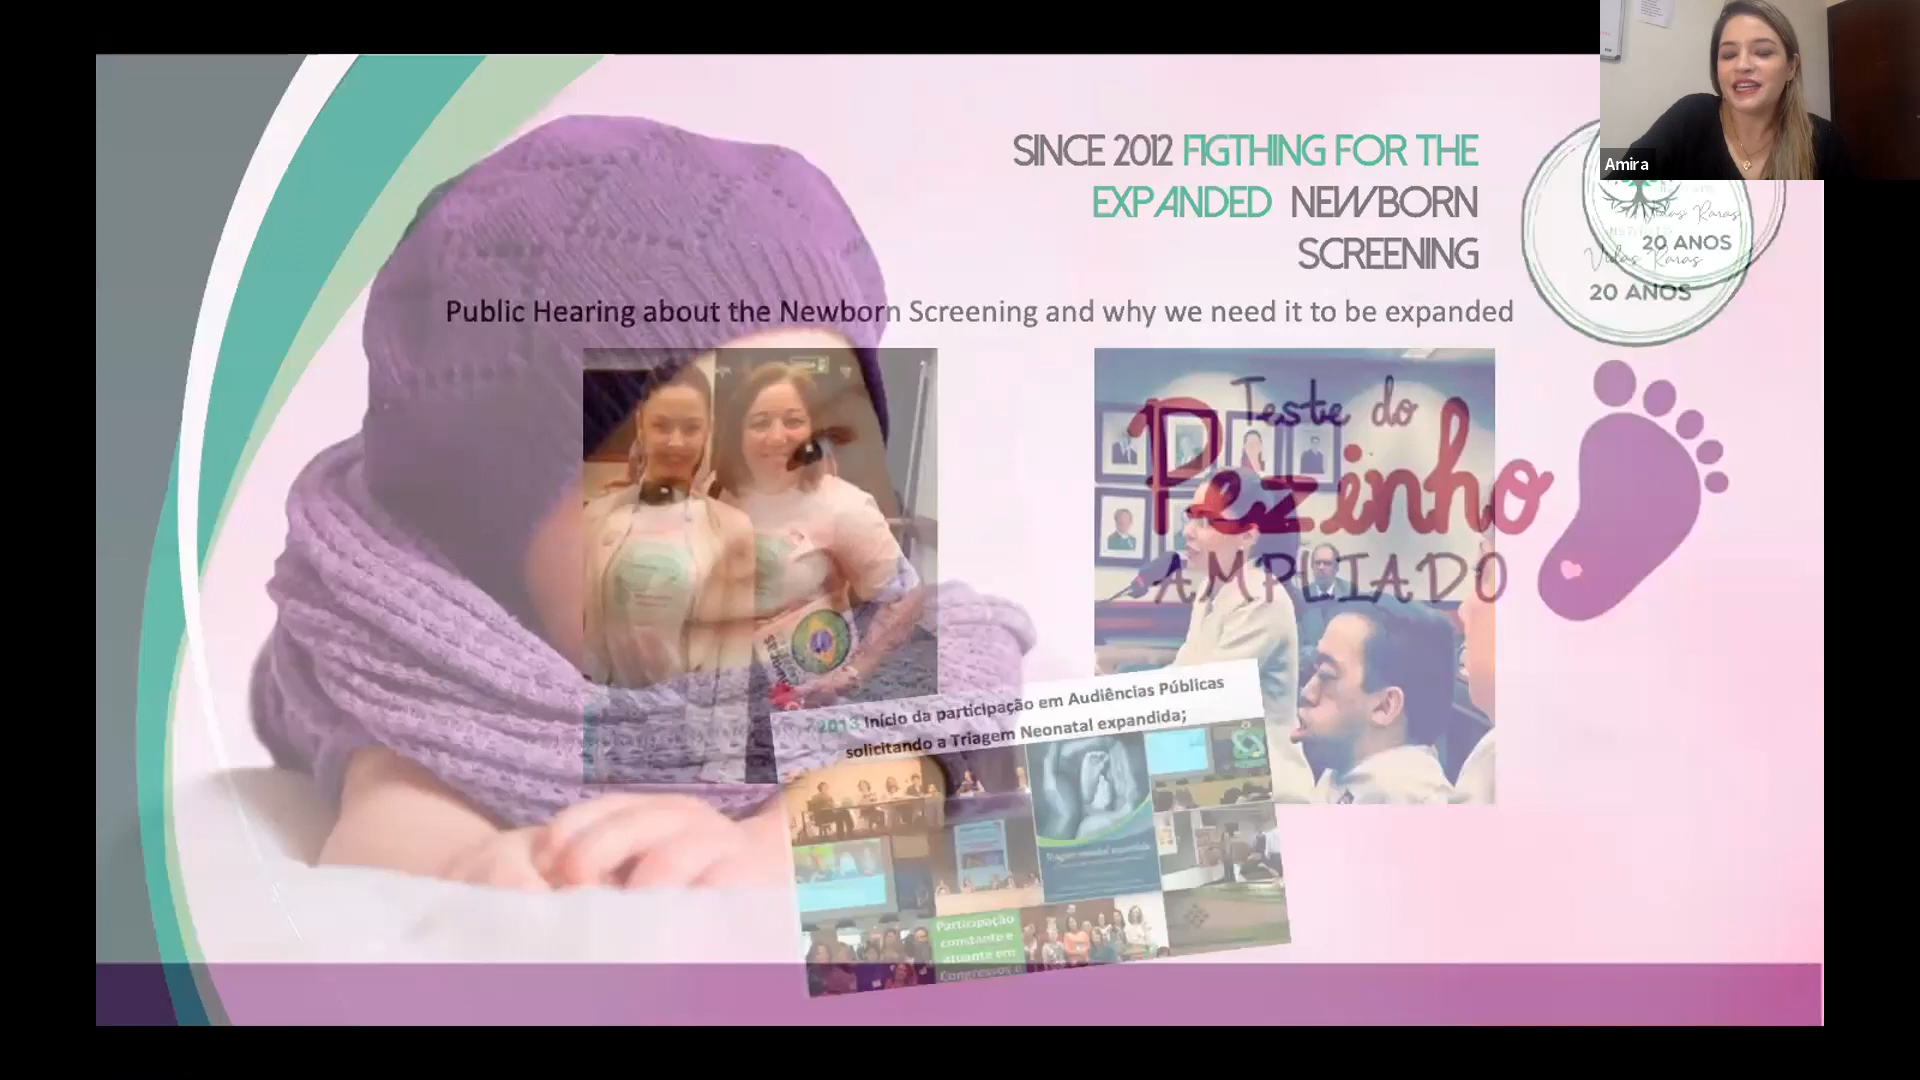 Amira
SINCE 2012 FIGTHING FOR THE
EXPANDED NEWBORN
SCREENING
Vidas Raras
20 ANOS
Vidas Raras
20 ANOS
Public Hearing about the Newborn Screening and why we need it to be expanded
Teste do
Pezinho
AMPLIADO
2013 Início da participação em Audiências Públicas
solicitando a Triagem Neonatal expandida;
Participação
constante e
atuante em
Congressos e